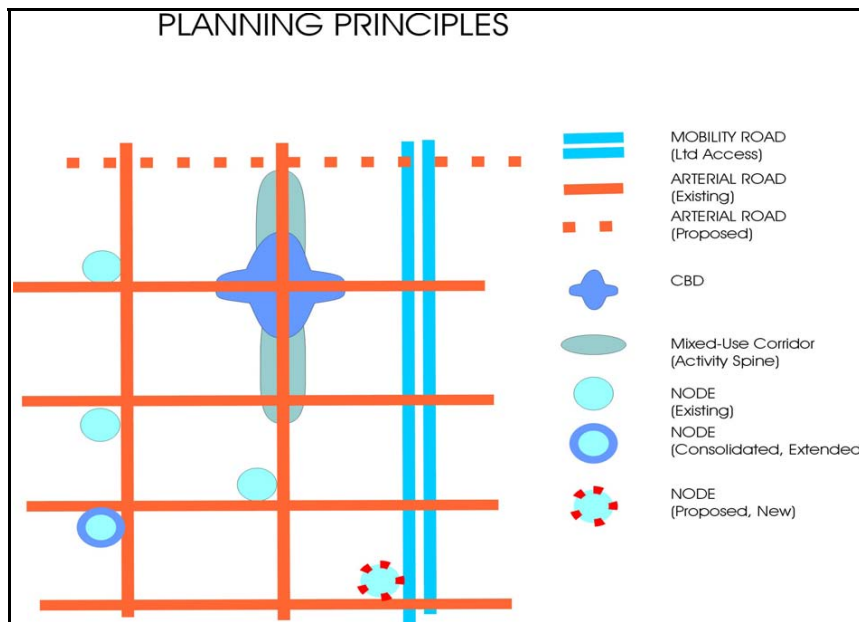 PLANNING PRINCIPLES
MOBILITY ROAD
(Ltd Access)
ARTERIAL ROAD
(Existing)
ARTERIAL ROAD
(Proposed)
CBD
Mixed-Use Corridor
(Activity Spine)
NODE
(Existing)
NODE
(Consolidated, Extended
NODE
(Proposed, New)